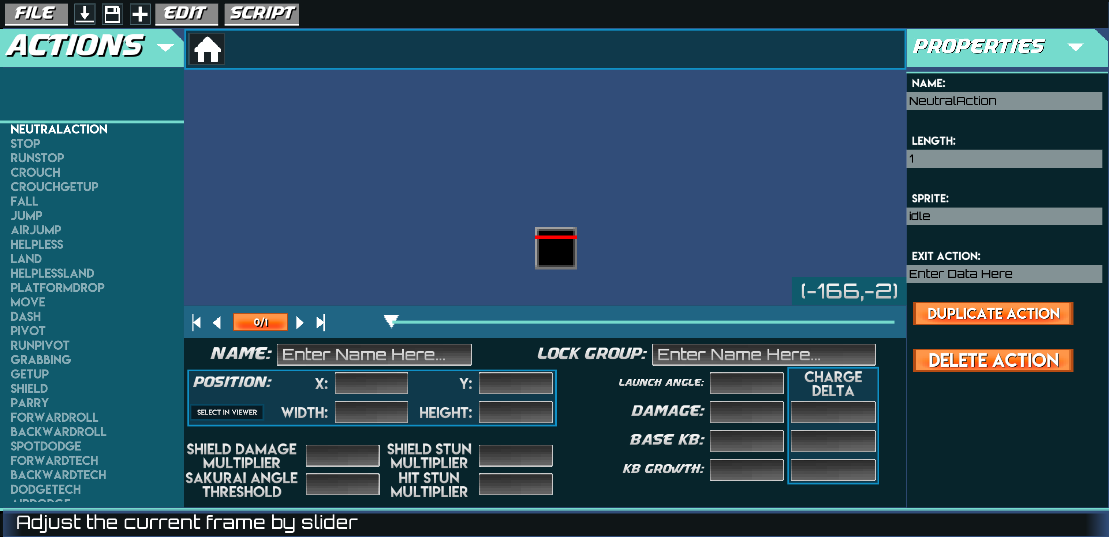 FILE EDIT SCRIPT
ACTIONS
PROPERTIES
NEUTRALACTION
STOP
RUNSTOP
CROUCH
CROUCHGETUP
FALL
JUMP
AIRJUMP
HELPLESS
LAND
HELPLESSLAND
PLATFORMDROP
MOVE
DASH
PIVOT
RUNPIVOT
GRABBING
GETUP
SHIELD
PARRY
FORWARDROLL
BACKWARDROLL
SPOTDODGE
FORWARDTECH
BACKWARDTECH
DODGETECH
AIRDODGE
(-166,-2)
0/1
NAME: Enter Name Here...
LOCK GROUP: Enter Name Here...
POSITION: X: Y:
SELECT IN VIEWER WIDTH: HEIGHT:
SHIELD DAMAGE
MULTIPLIER
SHIELD STUN
MULTIPLIER
SAKURAI ANGLE
THRESHOLD
HIT STUN
MULTIPLIER
LAUNCH ANGLE:
DAMAGE:
BASE KB:
KB GROWTH:
CHARGE
DELTA
NAME:
NeutralAction
LENGTH:
1
SPRITE:
idle
EXIT ACTION:
Enter Data Here
DUPLICATE ACTION
DELETE ACTION
Adjust the current frame by slider